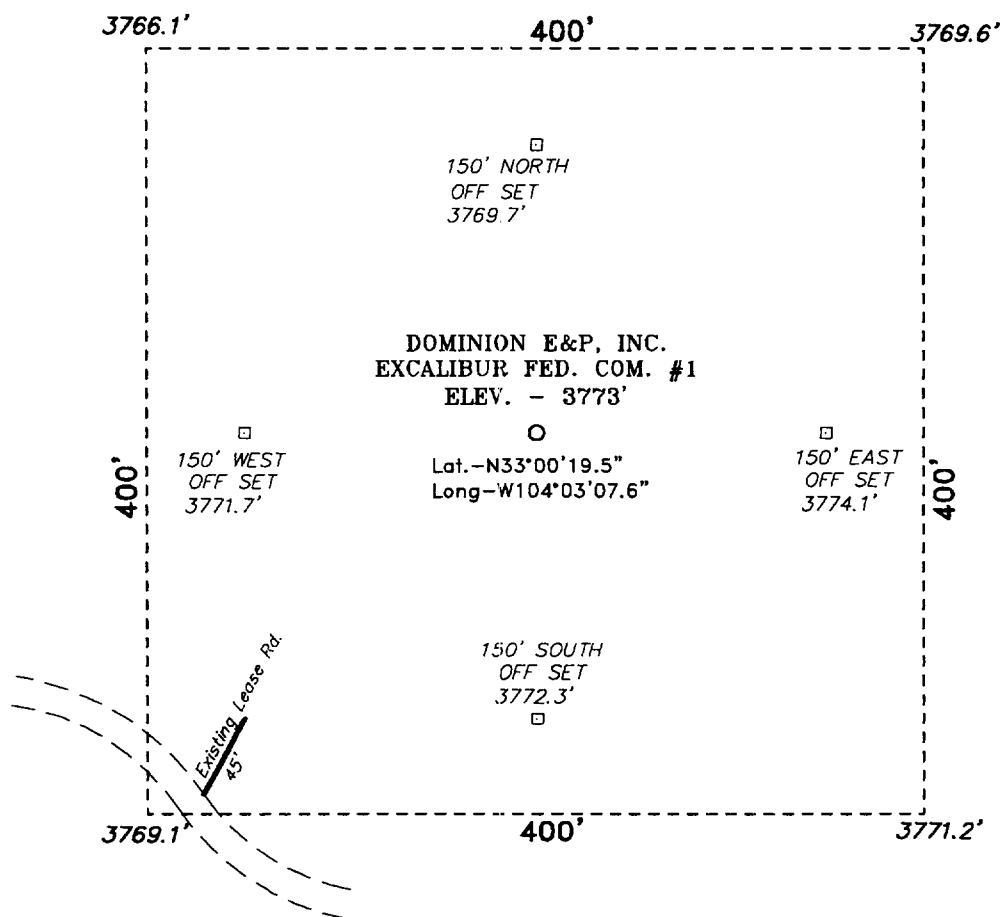 3766.1'
400'
3769.6'
150' NORTH
OFF SET
3769.7'
DOMINION E&P, INC.
EXCALIBUR FED. COM. #1
ELEV. - 3773'
400'
150' WEST
OFF SET
3771.7'
Lat.-N33°00'19.5"
Long-W104°03'07.6"
150' EAST
OFF SET
3774.1'
400'
150' SOUTH
OFF SET
3772.3'
Existing Lease Rd.
45'
3769.1'
400'
3771.2'